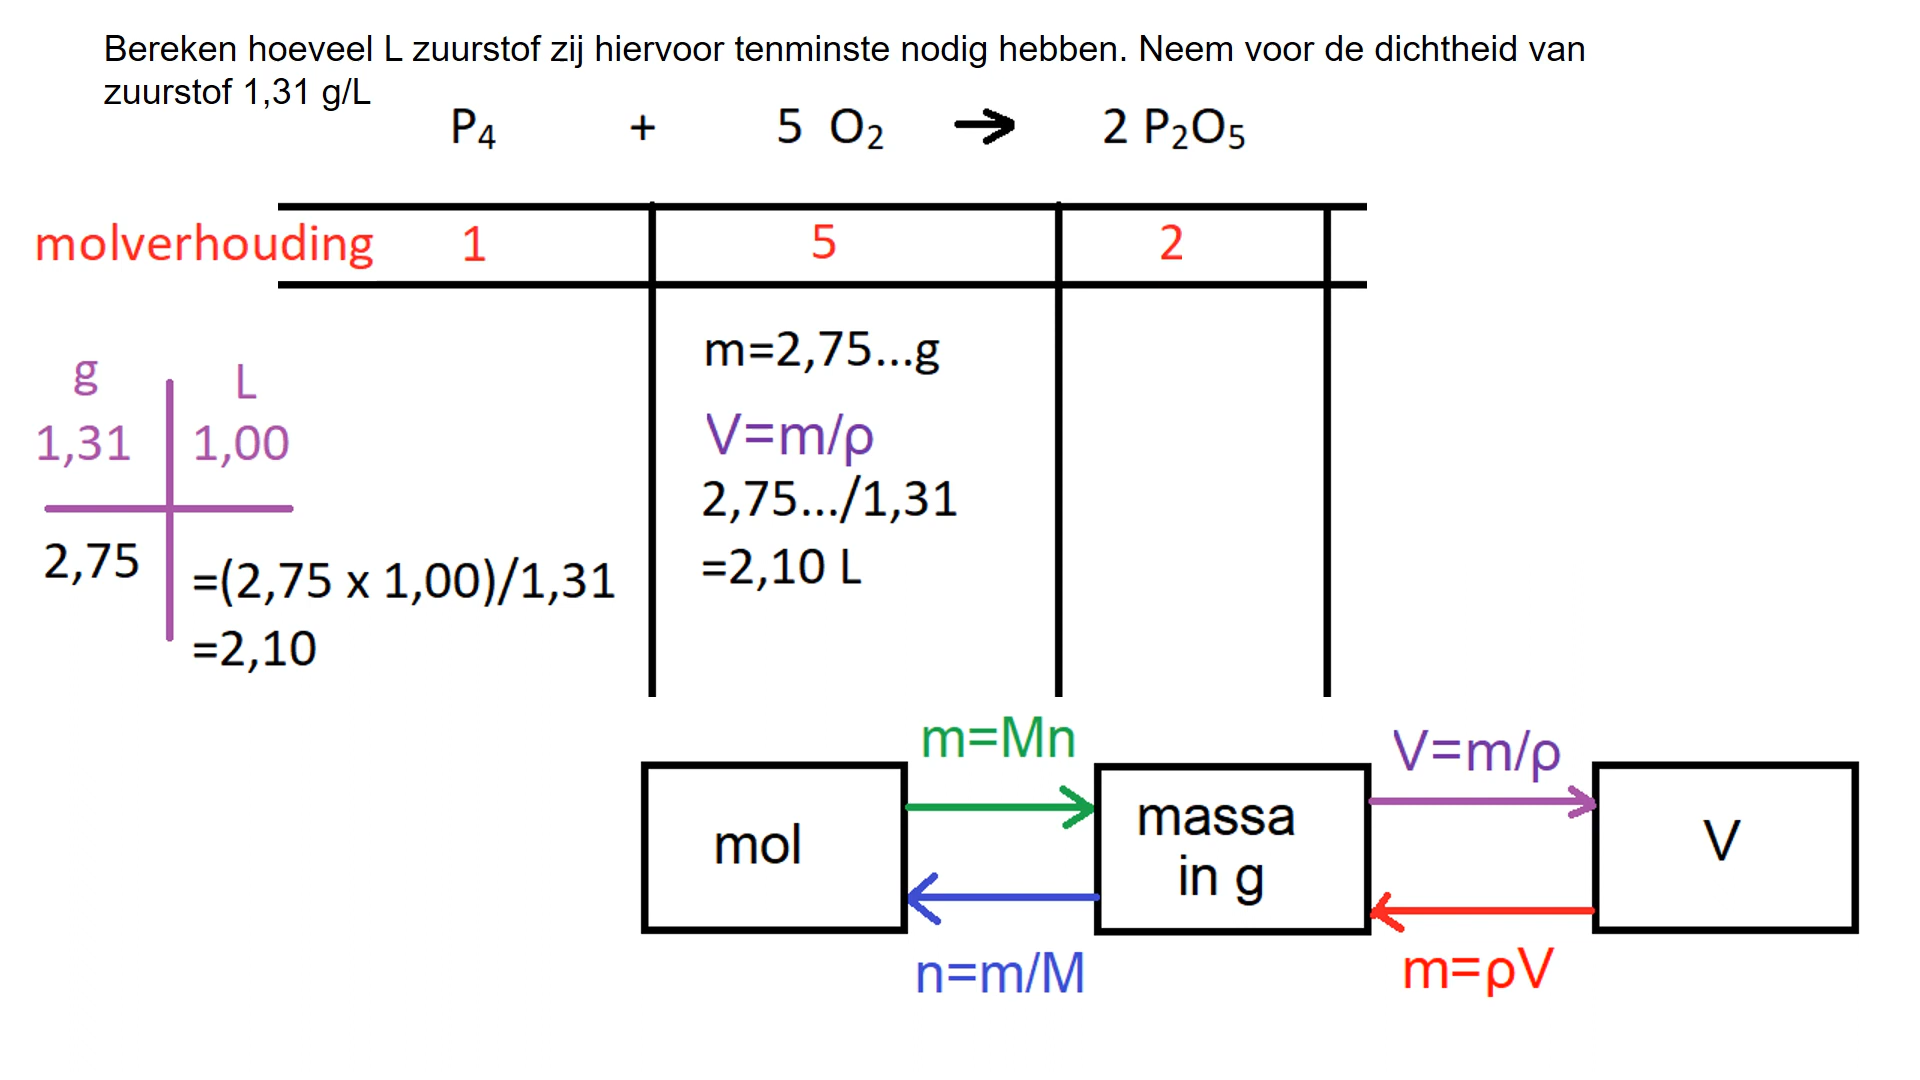 Bereken hoeveel L zuurstof zij hiervoor tenminste nodig hebben. Neem voor de dichtheid van
zuurstof 1,31 g/L
P₄ + 5 O₂ → 2 P₂O₅
molverhouding 1 5 2
g L
1,31 1,00
2,75 =(2,75 x 1,00)/1,31
=2,10
m=2,75...g
V=m/ρ
2,75.../1,31
=2,10 L
m=Mn
V=m/ρ
mol
massa
in g
V
n=m/M
m=ρV